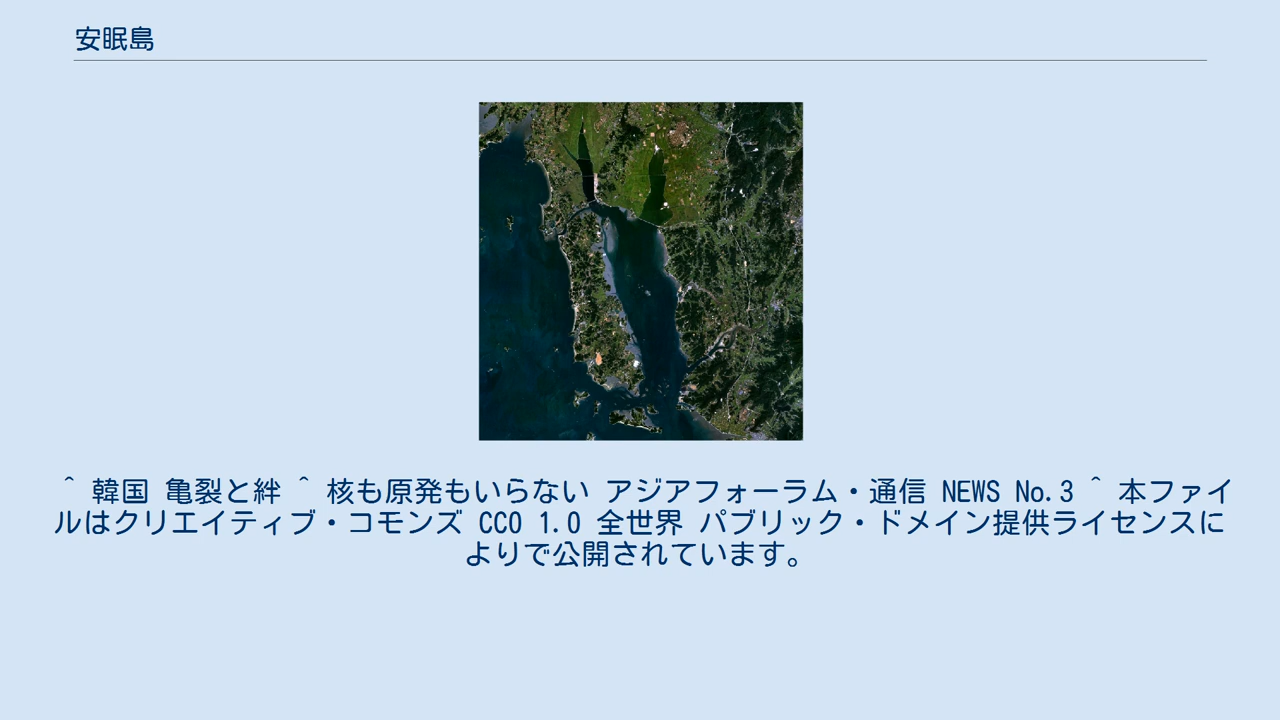 安眠島
^ 韓国 亀裂と絆 ^ 核も原発もいらない アジアフォーラム・通信 NEWS No.3 ^ 本ファイ
ルはクリエイティブ・コモンズ CC0 1.0 全世界 パブリック・ドメイン提供ライセンスに
よりで公開されています。